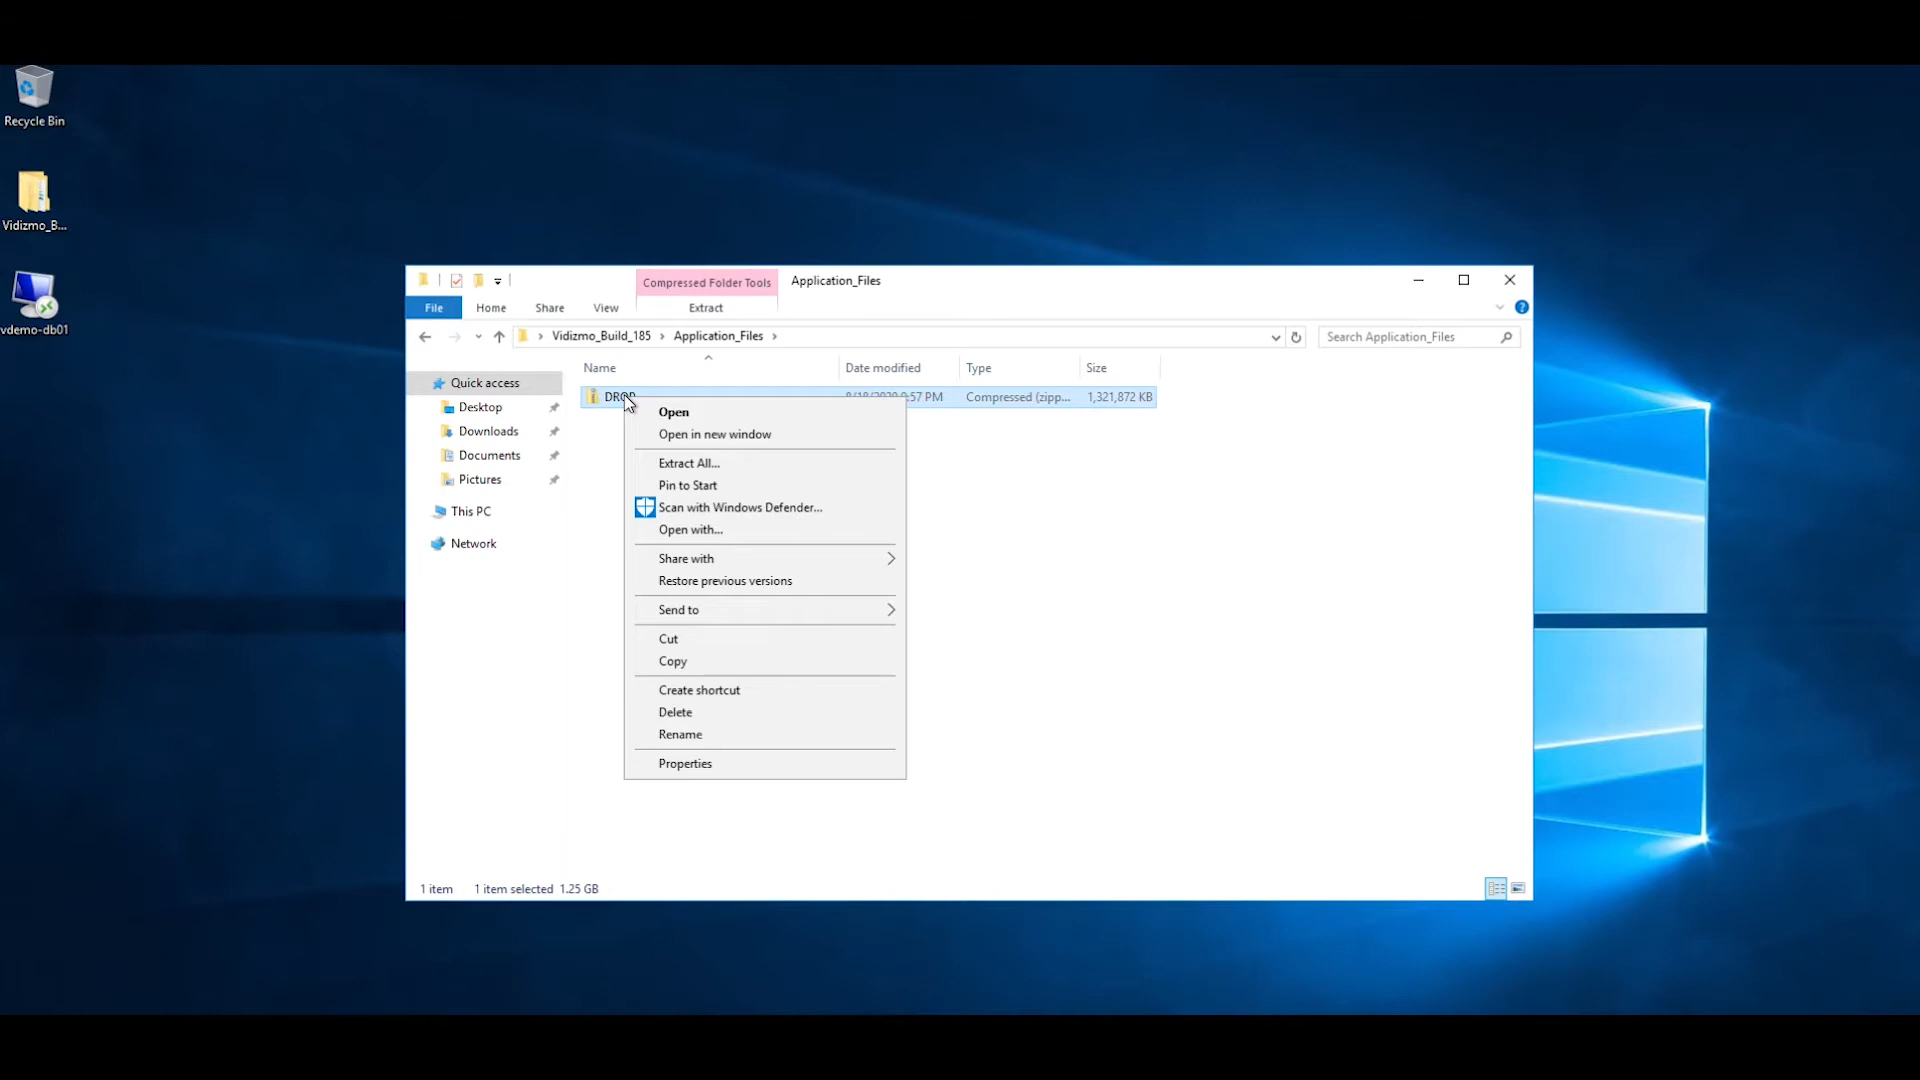 Recycle Bin
Vidizmo_B...
vdemo-db01
Compressed Folder Tools
Application_Files
File
Home
Share
View
Extract
Vidizmo_Build_185
Application_Files
Search Application_Files
Name
Date modified
Type
Size
DROP
57 PM
Compressed (zipp...
1,321,872 KB
Quick access
Desktop
Downloads
Documents
Pictures
This PC
Network
Open
Open in new window
Extract All...
Pin to Start
Scan with Windows Defender...
Open with...
Share with
Restore previous versions
Send to
Cut
Copy
Create shortcut
Delete
Rename
Properties
1 item
1 item selected 1.25 GB